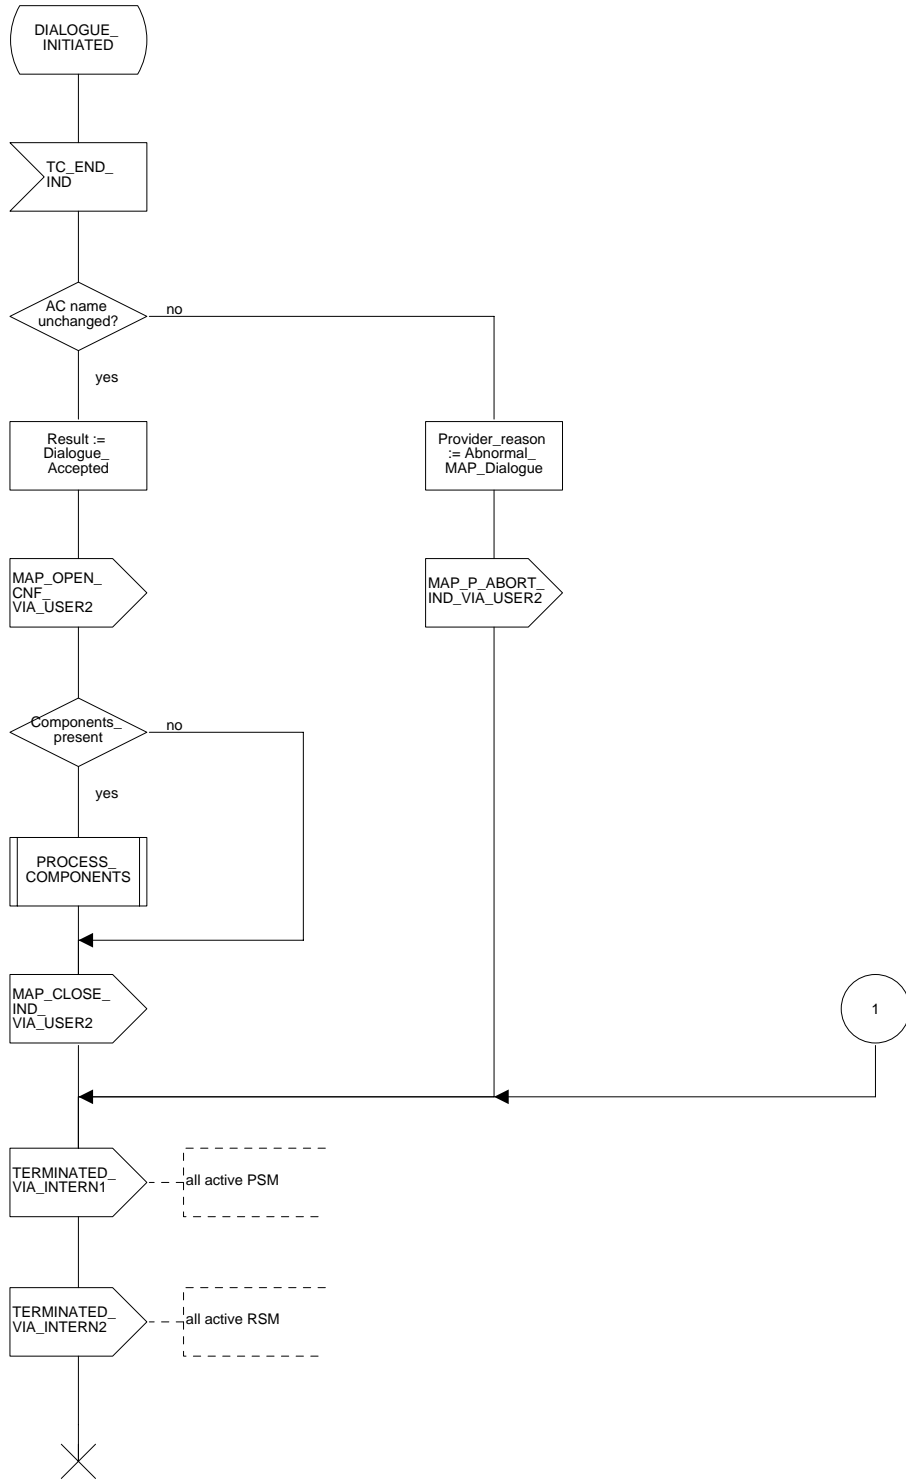 DIALOGUE_
INITIATED
TC_END_
IND
AC name
unchanged?
no
yes
Result :=
Dialogue_
Accepted
Provider_reason
:= Abnormal_
MAP_Dialogue
MAP_OPEN_
CNF_
VIA_USER2
MAP_P_ABORT_
IND_VIA_USER2
Components_
present
no
yes
PROCESS_
COMPONENTS
MAP_CLOSE_
IND_
VIA_USER2
1
TERMINATED_
VIA_INTERN1
all active PSM
TERMINATED_
VIA_INTERN2
all active RSM